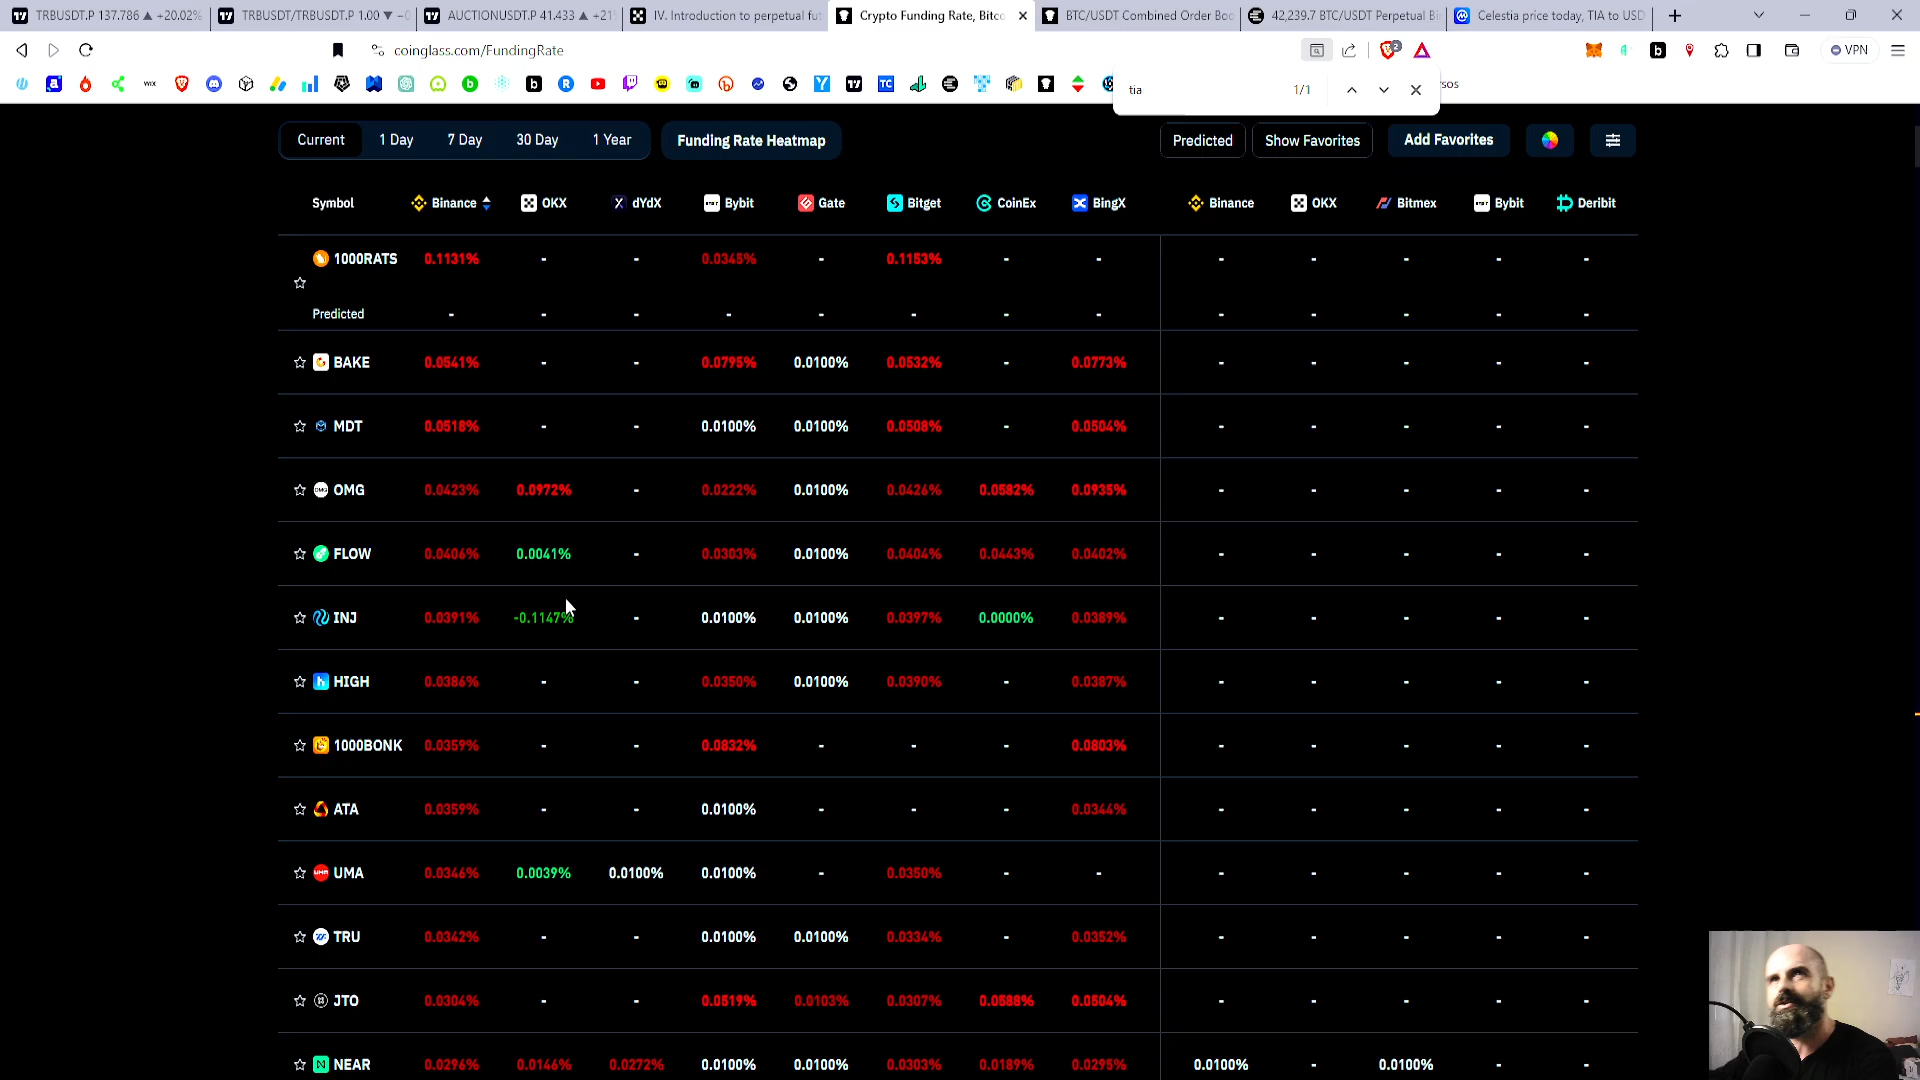 TRBUSDT.P 137.786 ▲ +20.02%
TRBUSDT/TRBUSDT.P 1.00 ▼ −0
AUCTIONUSDT.P 41.433 ▲ +21
IV. Introduction to perpetual fut
Crypto Funding Rate, Bitco
BTC/USDT Combined Order Boo
42,239.7 BTC/USDT Perpetual Bi
Celestia price today, TIA to USD
coinglass.com/FundingRate
2
VPN
tia 1/1
sos
Current 1 Day 7 Day 30 Day 1 Year Funding Rate Heatmap Predicted Show Favorites Add Favorites
Symbol Binance OKX dYdX Bybit Gate Bitget CoinEx BingX Binance OKX Bitmex Bybit Deribit
1000RATS 0.1131% - - 0.0345% - 0.1153% - - - - - - -
Predicted - - - - - - - - - - - - -
BAKE 0.0541% - - 0.0795% 0.0100% 0.0532% - 0.0773% - - - - -
MDT 0.0518% - - 0.0100% 0.0100% 0.0508% - 0.0504% - - - - -
OMG 0.0423% 0.0972% - 0.0222% 0.0100% 0.0426% 0.0582% 0.0935% - - - - -
FLOW 0.0406% 0.0041% - 0.0303% 0.0100% 0.0404% 0.0443% 0.0402% - - - - -
INJ 0.0391% -0.1147% - 0.0100% 0.0100% 0.0397% 0.0000% 0.0389% - - - - -
HIGH 0.0386% - - 0.0350% 0.0100% 0.0390% - 0.0387% - - - - -
1000BONK 0.0359% - - 0.0832% - - - 0.0803% - - - - -
ATA 0.0359% - - 0.0100% - - - 0.0344% - - - - -
UMA 0.0346% 0.0039% 0.0100% 0.0100% - 0.0350% - - - - - - -
TRU 0.0342% - - 0.0100% 0.0100% 0.0334% - 0.0352% - - - - -
JTO 0.0304% - - 0.0519% 0.0103% 0.0307% 0.0588% 0.0504% - - - - -
NEAR 0.0296% 0.0146% 0.0272% 0.0100% 0.0100% 0.0303% 0.0189% 0.0295% 0.0100% - 0.0100% - -